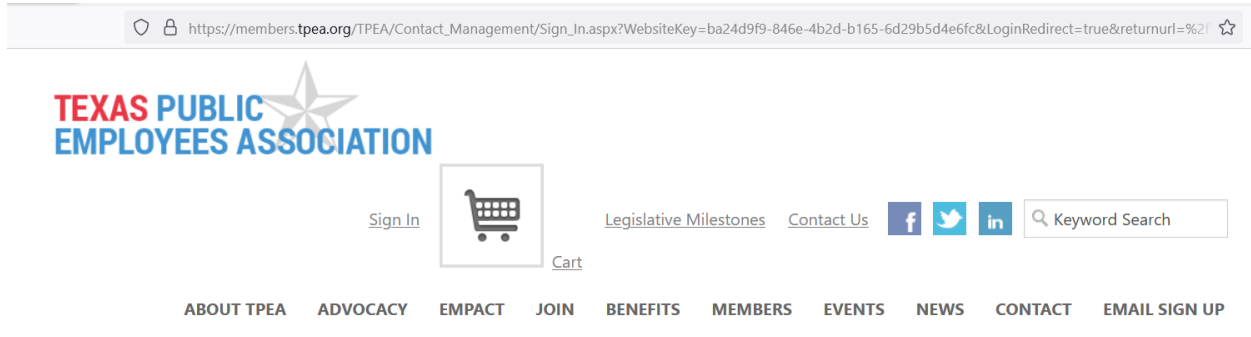 https://members.tpea.org/TPEA/Contact_Management/Sign_In.aspx?WebsiteKey=ba24d9f9-846e-4b2d-b165-6d29b5d4e6fc&LoginRedirect=true&returnurl=%2f
TEXAS PUBLIC
EMPLOYEES ASSOCIATION
Sign In Legislative Milestones Contact Us f in Keyword Search
Cart
ABOUT TPEA ADVOCACY EMPACT JOIN BENEFITS MEMBERS EVENTS NEWS CONTACT EMAIL SIGN UP